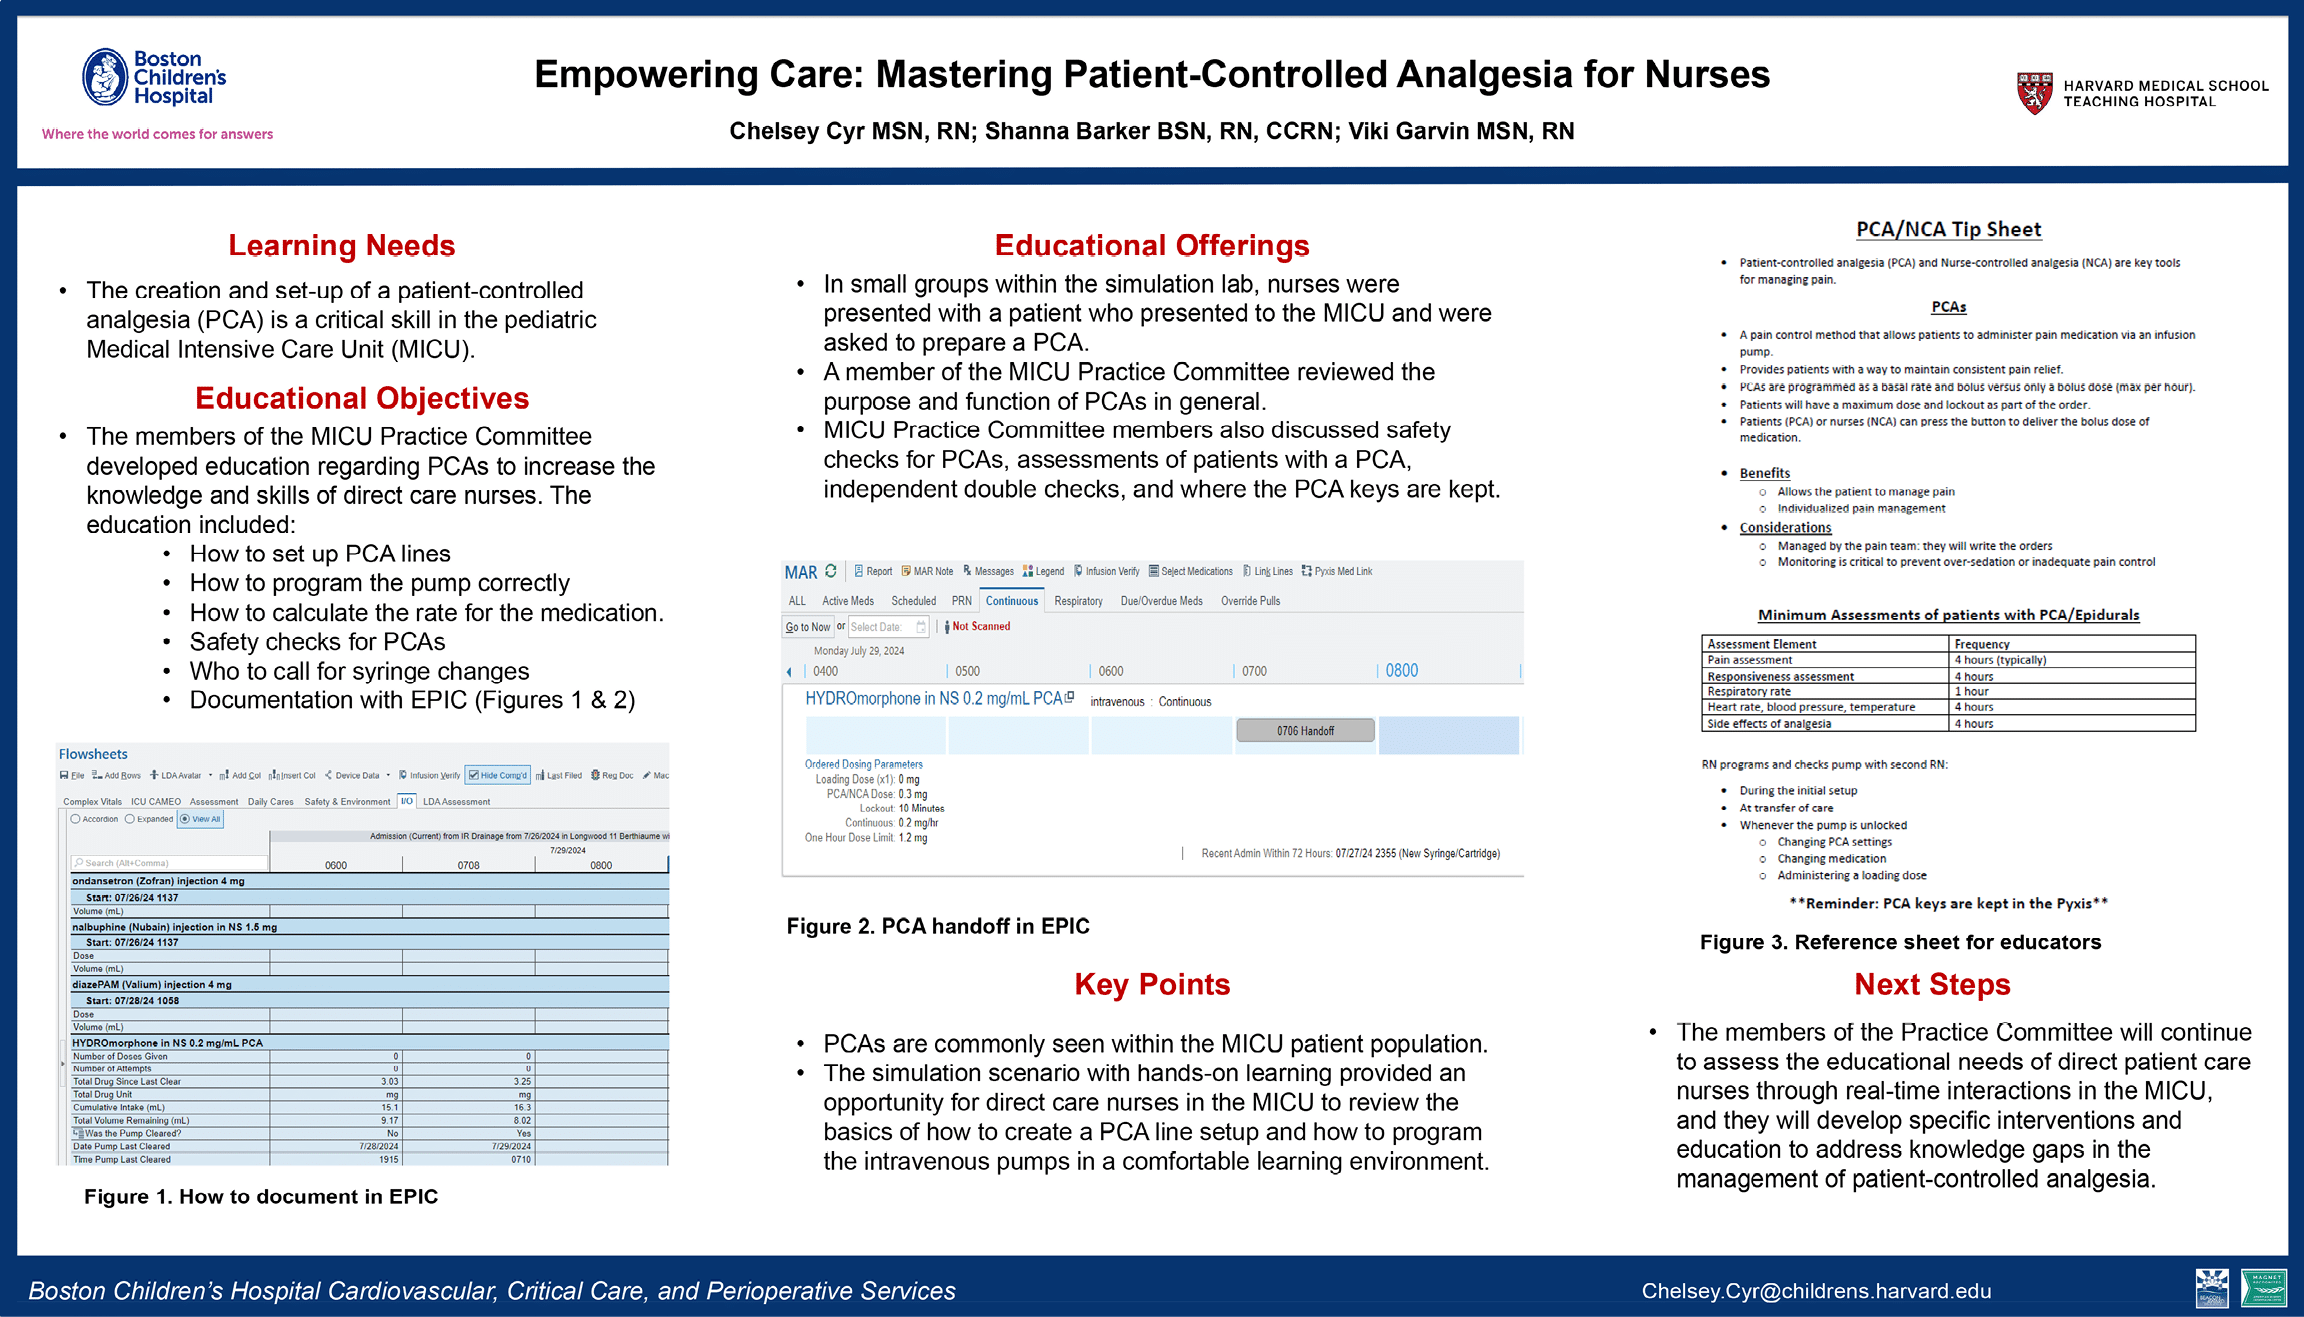 Boston
Children's
Hospital
Where the world comes for answers
Empowering Care: Mastering Patient-Controlled Analgesia for Nurses
Chelsey Cyr MSN, RN; Shanna Barker BSN, RN, CCRN; Viki Garvin MSN, RN
HARVARD MEDICAL SCHOOL
TEACHING HOSPITAL
Learning Needs
• The creation and set-up of a patient-controlled
analgesia (PCA) is a critical skill in the pediatric
Medical Intensive Care Unit (MICU).
Educational Objectives
• The members of the MICU Practice Committee
developed education regarding PCAs to increase the
knowledge and skills of direct care nurses. The
education included:
• How to set up PCA lines
• How to program the pump correctly
• How to calculate the rate for the medication.
• Safety checks for PCAs
• Who to call for syringe changes
• Documentation with EPIC (Figures 1 & 2)
Flowsheets
File Add Rows LDA Avatar Add Col Insert Col Device Data Infusion Verify Hide Comp'd Last Filed Reg Doc Mac
Complex Vitals ICU CAMEO Assessment Daily Cares Safety & Environment I/O LDA Assessment
Accordion Expanded View All
Admission (Current) from IR Drainage from 7/26/2024 in Longwood 11 Berthiaume wi
7/29/2024
Search (Alt+Comma) 0600 0708 0800
ondansetron (Zofran) injection 4 mg
Start: 07/26/24 1137
Volume (mL)
nalbuphine (Nubain) injection in NS 1.5 mg
Start: 07/26/24 1137
Dose
Volume (mL)
diazePAM (Valium) injection 4 mg
Start: 07/28/24 1058
Dose
Volume (mL)
HYDROmorphone in NS 0.2 mg/mL PCA
Number of Doses Given 0 0
Number of Attempts 0 0
Total Drug Since Last Clear 3.03 3.25
Total Drug Unit mg mg
Cumulative Intake (mL) 15.1 16.3
Total Volume Remaining (mL) 9.17 8.02
Was the Pump Cleared? No Yes
Date Pump Last Cleared 7/28/2024 7/29/2024
Time Pump Last Cleared 1915 0710
Figure 1. How to document in EPIC
Educational Offerings
• In small groups within the simulation lab, nurses were
presented with a patient who presented to the MICU and were
asked to prepare a PCA.
• A member of the MICU Practice Committee reviewed the
purpose and function of PCAs in general.
• MICU Practice Committee members also discussed safety
checks for PCAs, assessments of patients with a PCA,
independent double checks, and where the PCA keys are kept.
MAR Report MAR Note Messages Legend Infusion Verify Select Medications Link Lines Pyxis Med Link
ALL Active Meds Scheduled PRN Continuous Respiratory Due/Overdue Meds Override Pulls
Go to Now or Select Date: Not Scanned
Monday July 29, 2024
0400 0500 0600 0700 0800
HYDROmorphone in NS 0.2 mg/mL PCA intravenous : Continuous
0706 Handoff
Ordered Dosing Parameters
Loading Dose (x1): 0 mg
PCA/NCA Dose: 0.3 mg
Lockout: 10 Minutes
Continuous: 0.2 mg/hr
One Hour Dose Limit: 1.2 mg
Recent Admin Within 72 Hours: 07/27/24 2355 (New Syringe/Cartridge)
Figure 2. PCA handoff in EPIC
Key Points
• PCAs are commonly seen within the MICU patient population.
• The simulation scenario with hands-on learning provided an
opportunity for direct care nurses in the MICU to review the
basics of how to create a PCA line setup and how to program
the intravenous pumps in a comfortable learning environment.
PCA/NCA Tip Sheet
• Patient-controlled analgesia (PCA) and Nurse-controlled analgesia (NCA) are key tools
for managing pain.
PCAs
• A pain control method that allows patients to administer pain medication via an infusion
pump.
• Provides patients with a way to maintain consistent pain relief.
• PCAs are programmed as a basal rate and bolus versus only a bolus dose (max per hour).
• Patients will have a maximum dose and lockout as part of the order.
• Patients (PCA) or nurses (NCA) can press the button to deliver the bolus dose of
medication.
• Benefits
o Allows the patient to manage pain
o Individualized pain management
• Considerations
o Managed by the pain team: they will write the orders
o Monitoring is critical to prevent over-sedation or inadequate pain control
Minimum Assessments of patients with PCA/Epidurals
Assessment Element Frequency
Pain assessment 4 hours (typically)
Responsiveness assessment 4 hours
Respiratory rate 1 hour
Heart rate, blood pressure, temperature 4 hours
Side effects of analgesia 4 hours
RN programs and checks pump with second RN:
• During the initial setup
• At transfer of care
• Whenever the pump is unlocked
o Changing PCA settings
o Changing medication
o Administering a loading dose
**Reminder: PCA keys are kept in the Pyxis**
Figure 3. Reference sheet for educators
Next Steps
• The members of the Practice Committee will continue
to assess the educational needs of direct patient care
nurses through real-time interactions in the MICU,
and they will develop specific interventions and
education to address knowledge gaps in the
management of patient-controlled analgesia.
Boston Children's Hospital Cardiovascular, Critical Care, and Perioperative Services
Chelsey.Cyr@childrens.harvard.edu
BEACON
MAGNET
RECOGNIZED